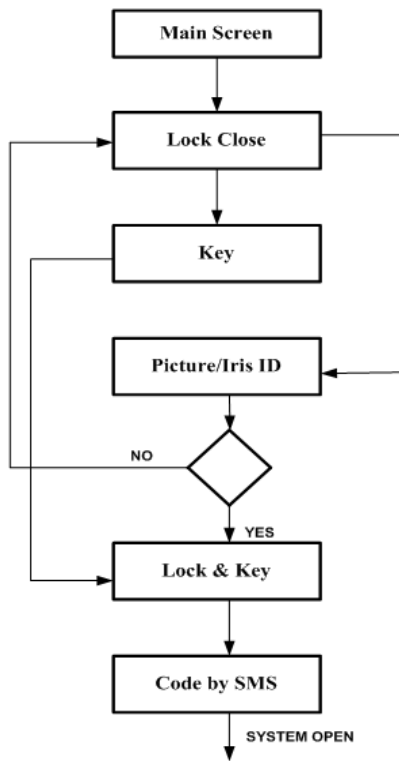 Main Screen
Lock Close
Key
Picture/Iris ID
NO
YES
Lock & Key
Code by SMS
SYSTEM OPEN